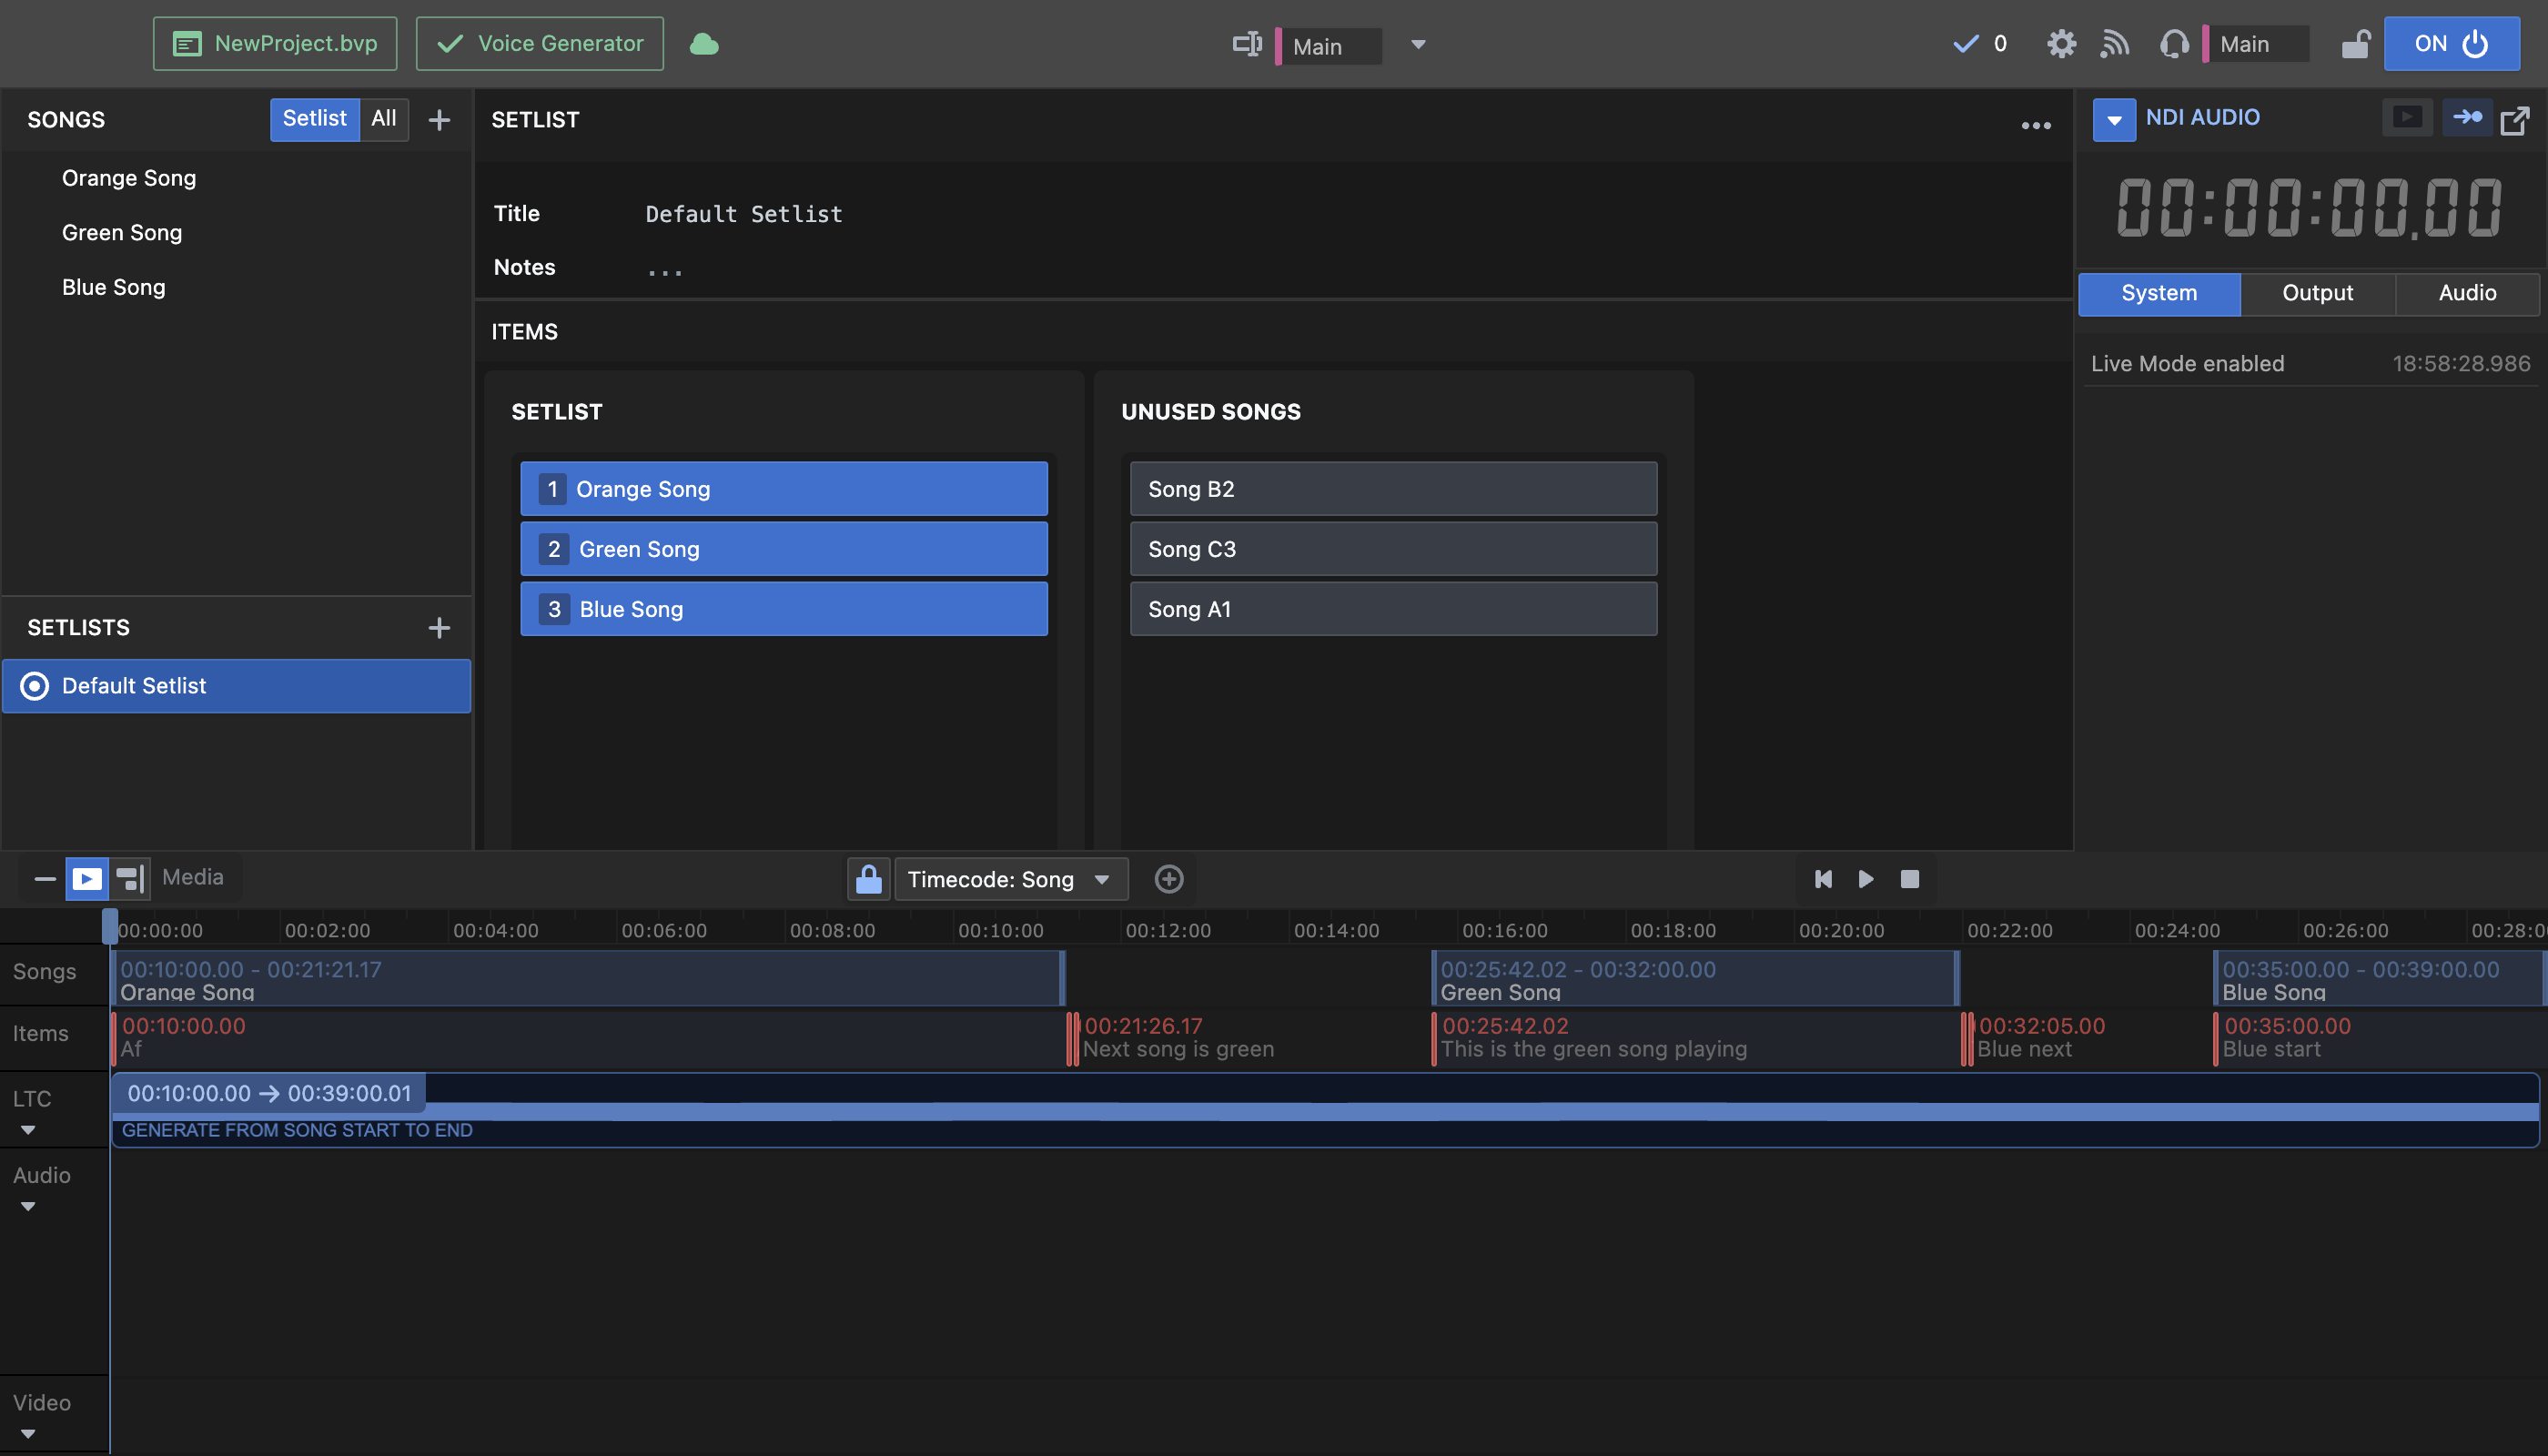 NewProject.bvp
Voice Generator
Main
0
Main
ON
SONGS
Setlist
All
Orange Song
Green Song
Blue Song
SETLISTS
Default Setlist
SETLIST
Title
Default Setlist
Notes
...
ITEMS
SETLIST
1 Orange Song
2 Green Song
3 Blue Song
UNUSED SONGS
Song B2
Song C3
Song A1
NDI AUDIO
00:00:00.00
System
Output
Audio
Live Mode enabled 18:58:28.986
Media
Timecode: Song
00:00:00 00:02:00 00:04:00 00:06:00 00:08:00 00:10:00 00:12:00 00:14:00 00:16:00 00:18:00 00:20:00 00:22:00 00:24:00 00:26:00 00:28:0
Songs
00:10:00.00 - 00:21:21.17
Orange Song
00:25:42.02 - 00:32:00.00
Green Song
00:35:00.00 - 00:39:00.00
Blue Song
Items
00:10:00.00
Af
00:21:26.17
Next song is green
00:25:42.02
This is the green song playing
00:32:05.00
Blue next
00:35:00.00
Blue start
LTC
00:10:00.00 → 00:39:00.01
GENERATE FROM SONG START TO END
Audio
Video